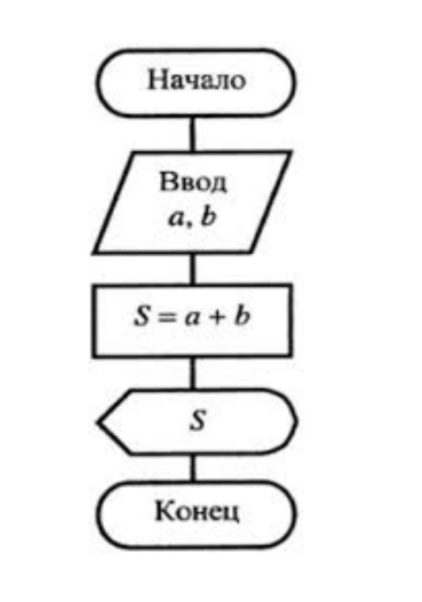 Начало
Ввод
a, b
S = a + b
S
Конец